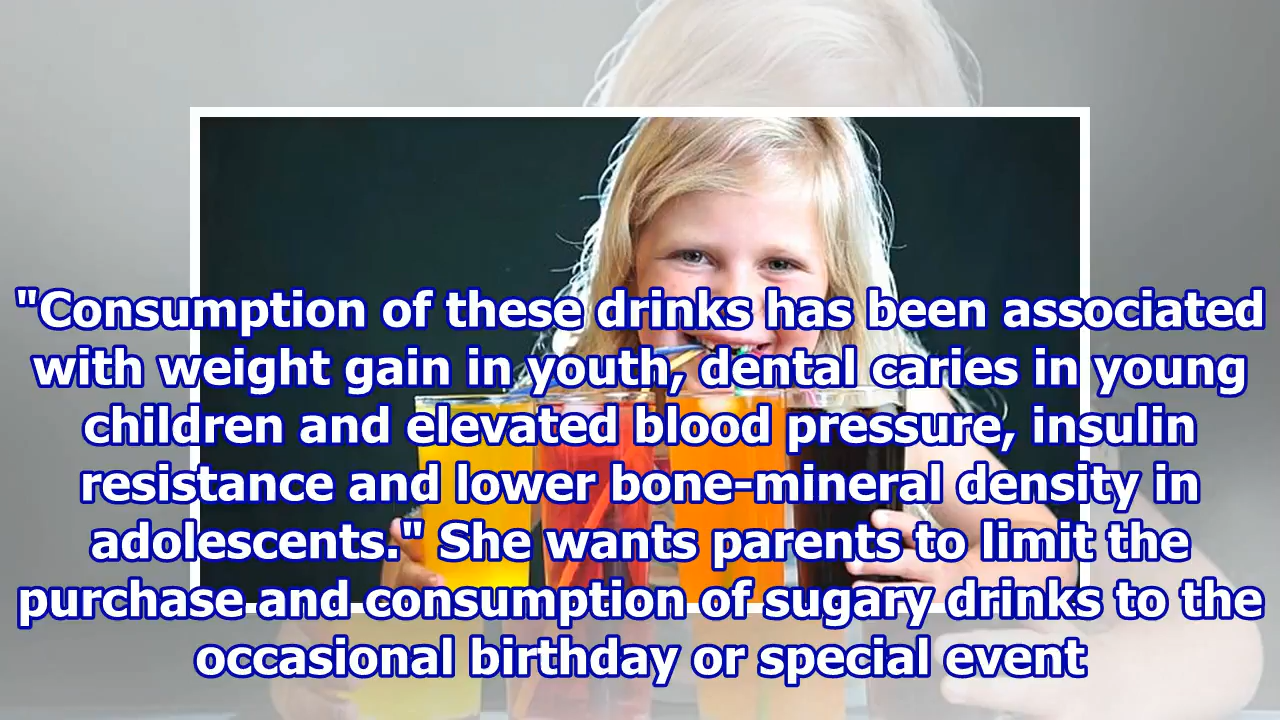 "Consumption of these drinks has been associated
with weight gain in youth, dental caries in young
children and elevated blood pressure, insulin
resistance and lower bone-mineral density in
adolescents." She wants parents to limit the
purchase and consumption of sugary drinks to the
occasional birthday or special event